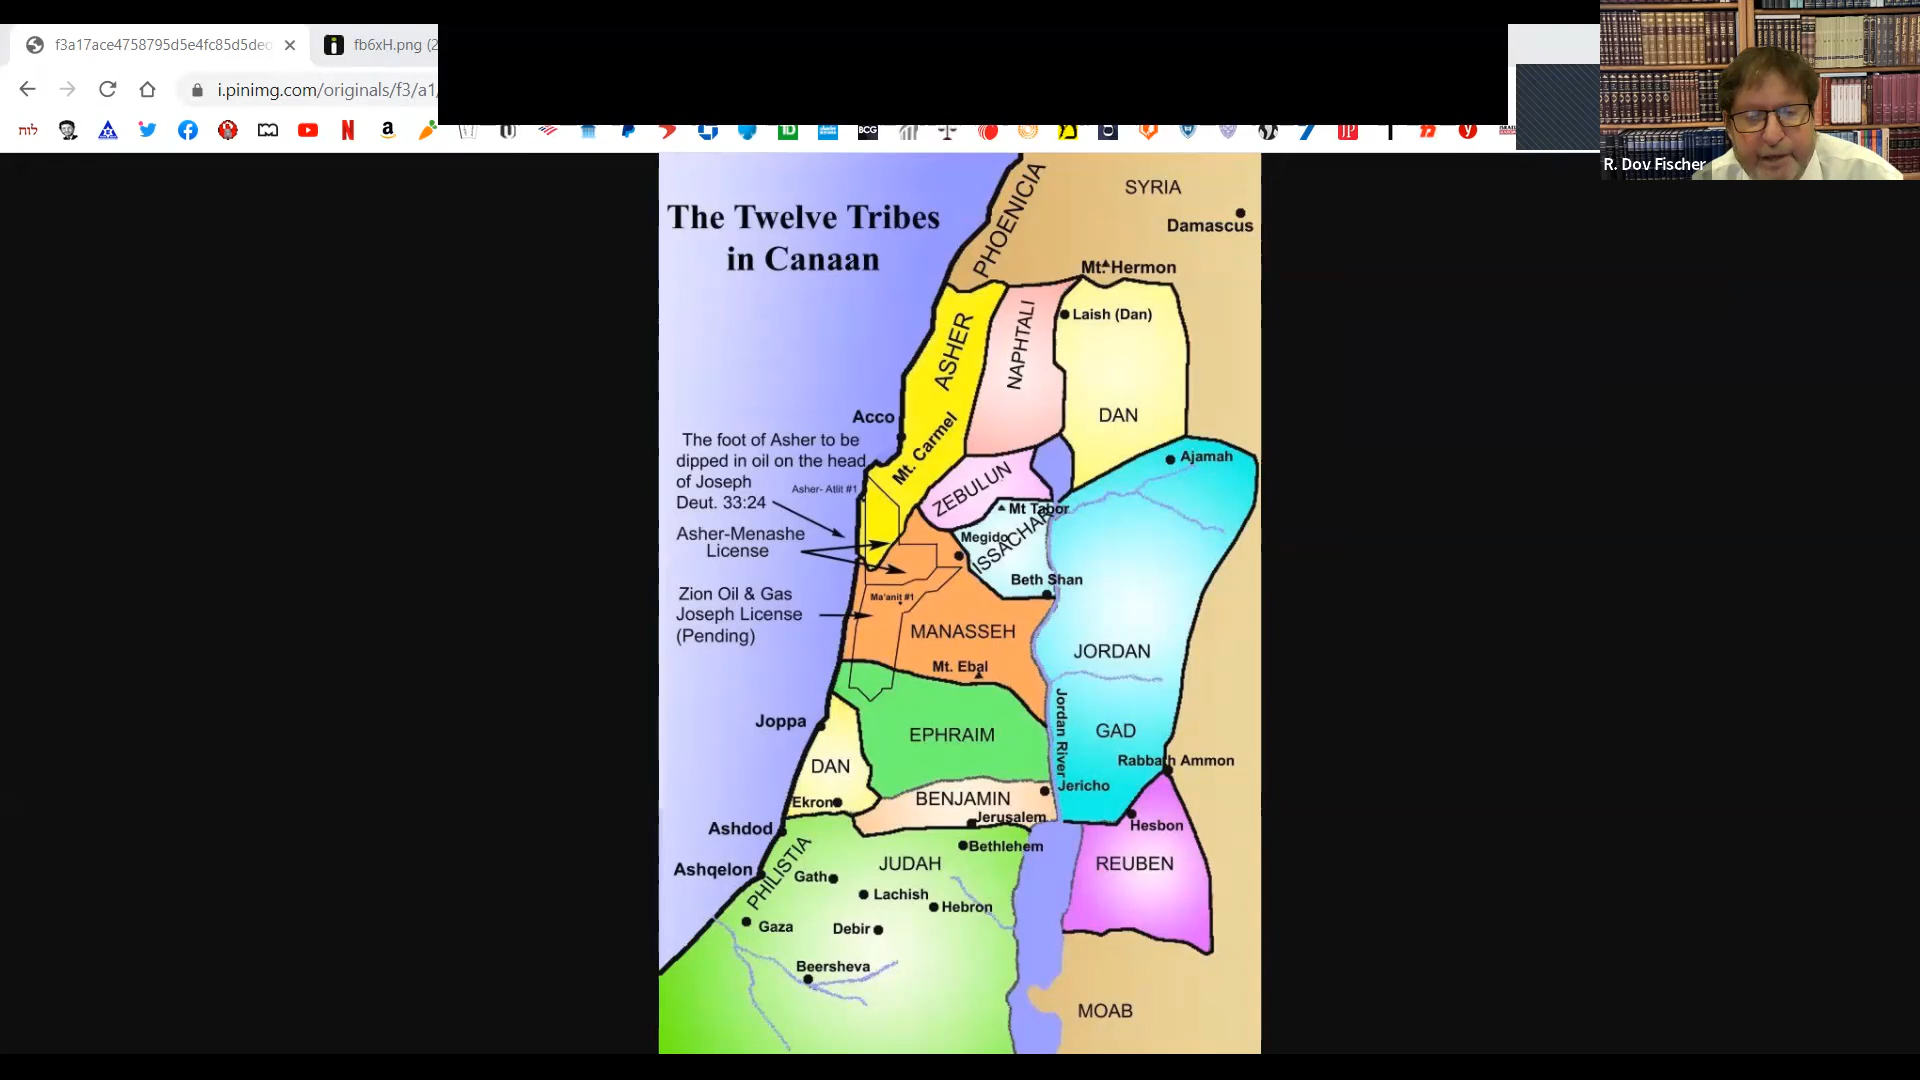 f3a17ace4758795d5e4fc85d5dec
fb6xH.png (2
i.pinimg.com/originals/f3/a1/
לוח
BCG
R. Dov Fischer
The Twelve Tribes
in Canaan
PHOENICIA
SYRIA
Damascus
Mt. Hermon
ASHER
NAPHTALI
Laish (Dan)
DAN
Acco
Mt. Carmel
The foot of Asher to be
dipped in oil on the head
of Joseph
Deut. 33:24
Asher- Atlit #1
Ajamah
ZEBULUN
Mt Tabor
ISSACHAR
Megido
Asher-Menashe
License
Beth Shan
Zion Oil & Gas
Joseph License
(Pending)
Ma'anit #1
MANASSEH
JORDAN
Mt. Ebal
Jordan River
Joppa
EPHRAIM
GAD
Rabbath Ammon
DAN
Jericho
Ekron
BENJAMIN
Jerusalem
Hesbon
Ashdod
PHILISTIA
Bethlehem
JUDAH
REUBEN
Ashqelon
Gath
Lachish
Hebron
Gaza
Debir
Beersheva
MOAB